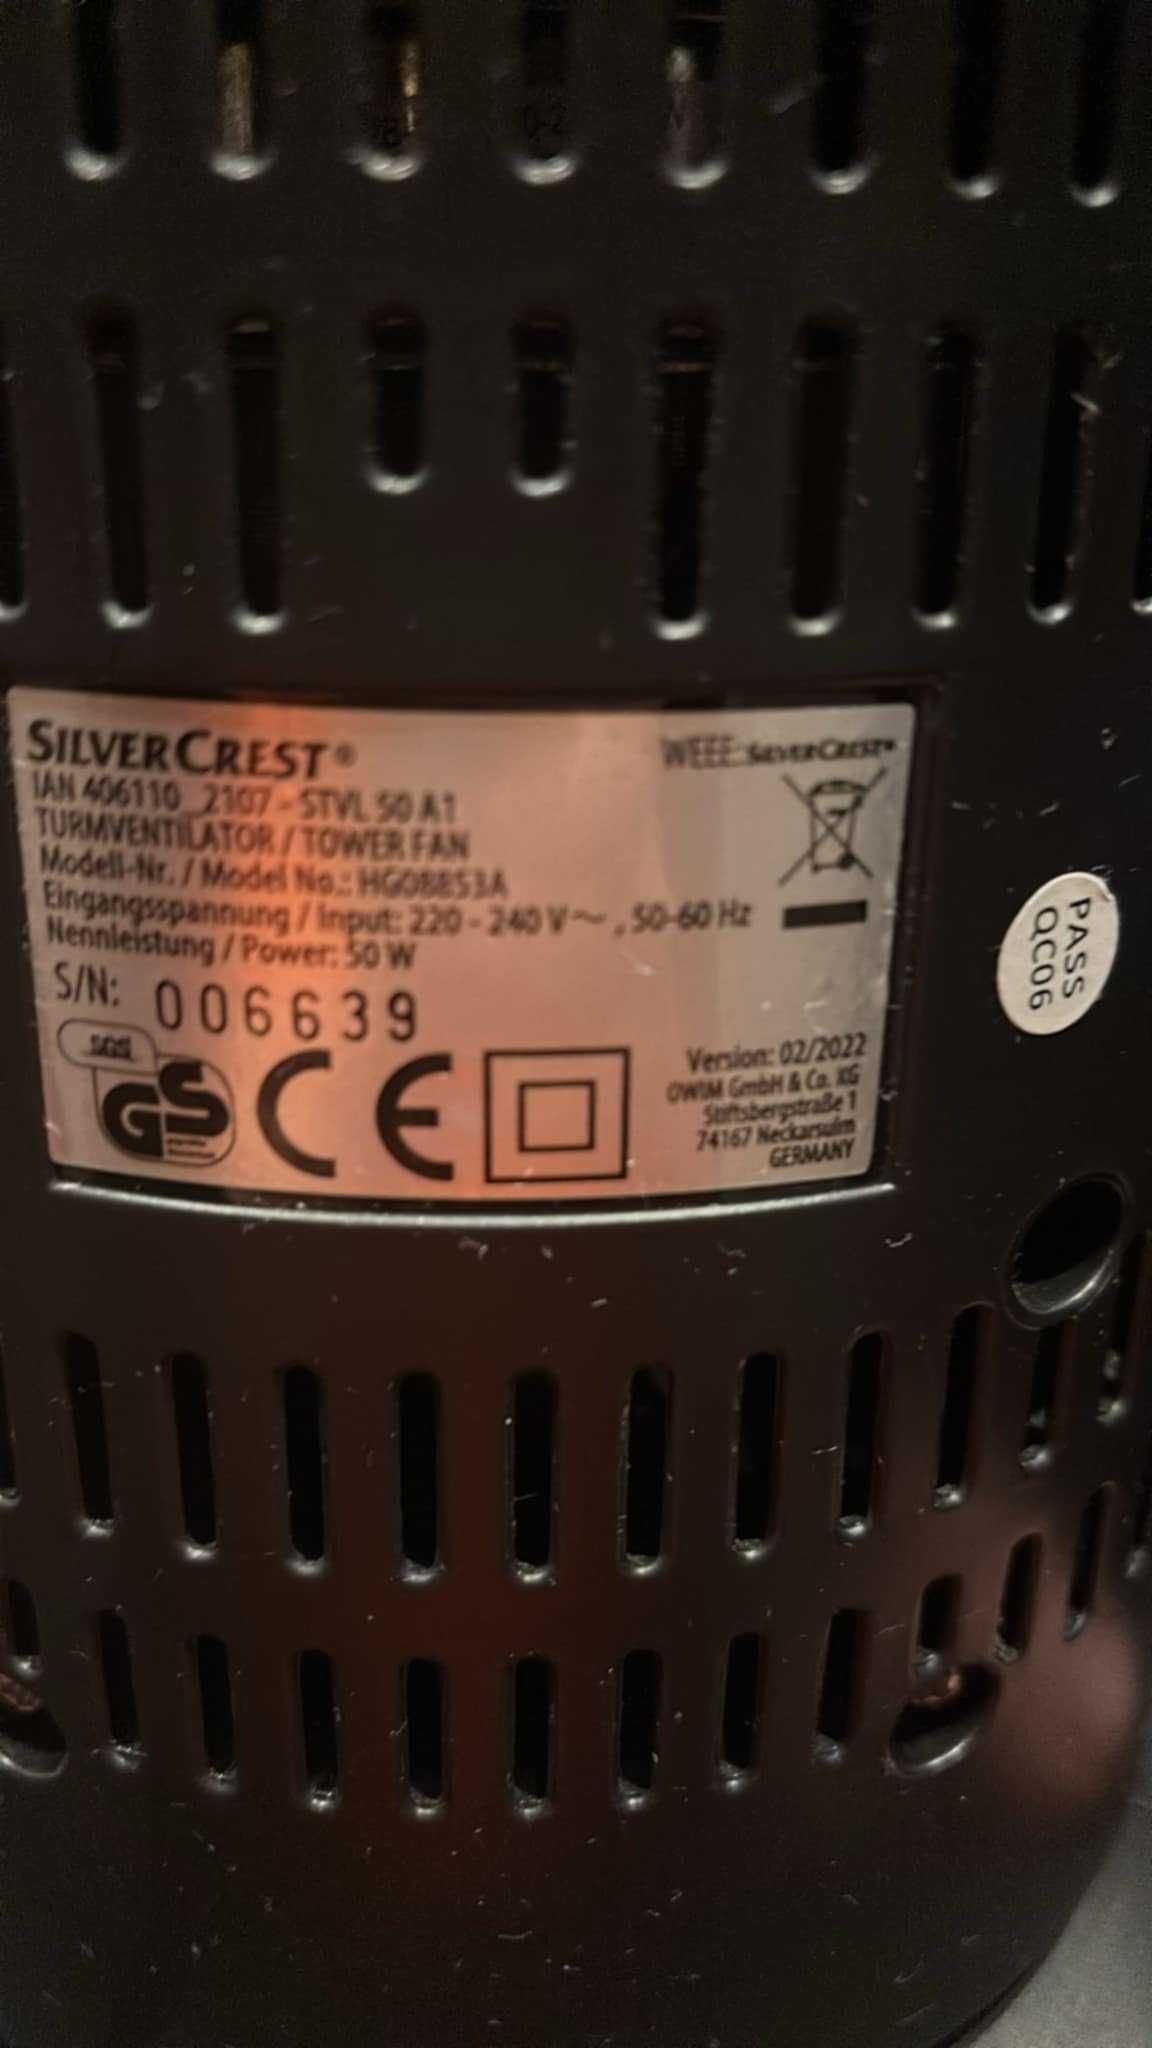 SILVERCREST®
IAN 406110_2107 - STVL 50 A1
TURMVENTILATOR / TOWER FAN
Modell-Nr. / Model No.: HG08853A
Eingangsspannung / Input: 220 - 240 V~ , 50-60 Hz
Nennleistung / Power: 50 W
S/N: 006639
WEEE: SILVERCREST®
SGS
GS
CE
Version: 02/2022
OWIM GmbH & Co. KG
Stiftsbergstraße 1
74167 Neckarsulm
GERMANY
PASS
QC06